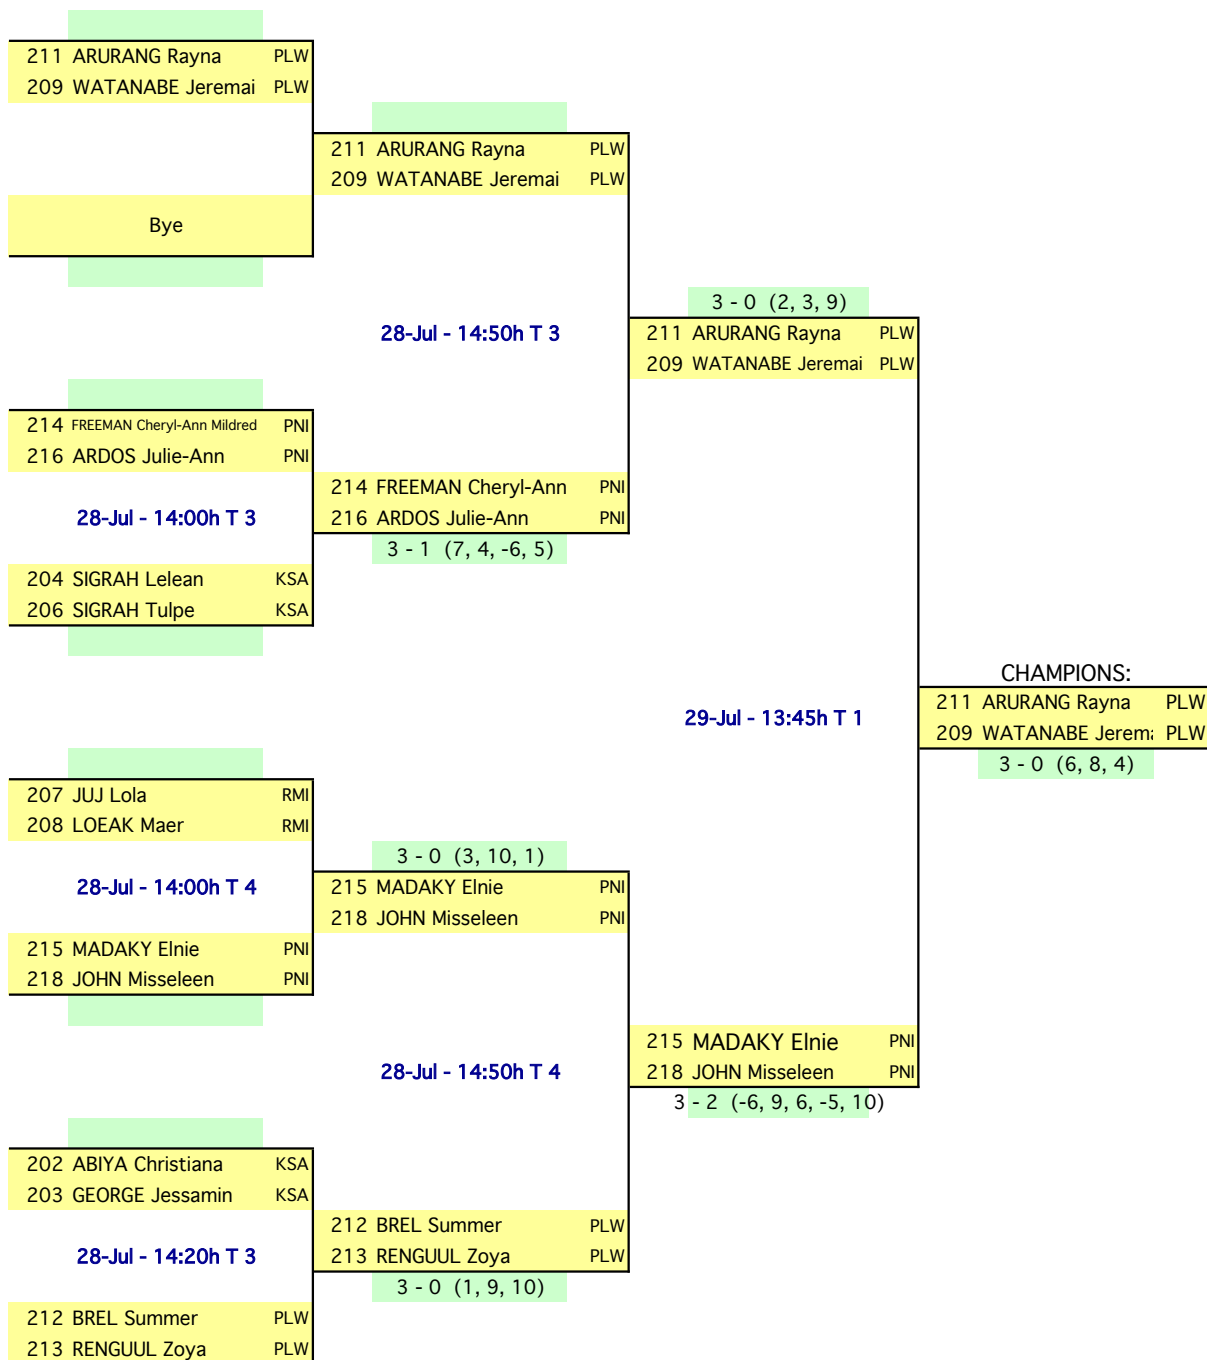 211 ARURANG Rayna PLW
209 WATANABE Jeremai PLW
Bye
214 FREEMAN Cheryl-Ann Mildred PNI
216 ARDOS Julie-Ann PNI
28-Jul - 14:00h T 3
204 SIGRAH Lelean KSA
206 SIGRAH Tulpe KSA
207 JUJ Lola RMI
208 LOEAK Maer RMI
28-Jul - 14:00h T 4
215 MADAKY Elnie PNI
218 JOHN Misseleen PNI
202 ABIYA Christiana KSA
203 GEORGE Jessamin KSA
28-Jul - 14:20h T 3
212 BREL Summer PLW
213 RENGUUL Zoya PLW
211 ARURANG Rayna PLW
209 WATANABE Jeremai PLW
28-Jul - 14:50h T 3
214 FREEMAN Cheryl-Ann PNI
216 ARDOS Julie-Ann PNI
3 - 1 (7, 4, -6, 5)
3 - 0 (3, 10, 1)
215 MADAKY Elnie PNI
218 JOHN Misseleen PNI
28-Jul - 14:50h T 4
212 BREL Summer PLW
213 RENGUUL Zoya PLW
3 - 0 (1, 9, 10)
3 - 0 (2, 3, 9)
211 ARURANG Rayna PLW
209 WATANABE Jeremai PLW
29-Jul - 13:45h T 1
215 MADAKY Elnie PNI
218 JOHN Misseleen PNI
3 - 2 (-6, 9, 6, -5, 10)
CHAMPIONS:
211 ARURANG Rayna PLW
209 WATANABE Jerema PLW
3 - 0 (6, 8, 4)